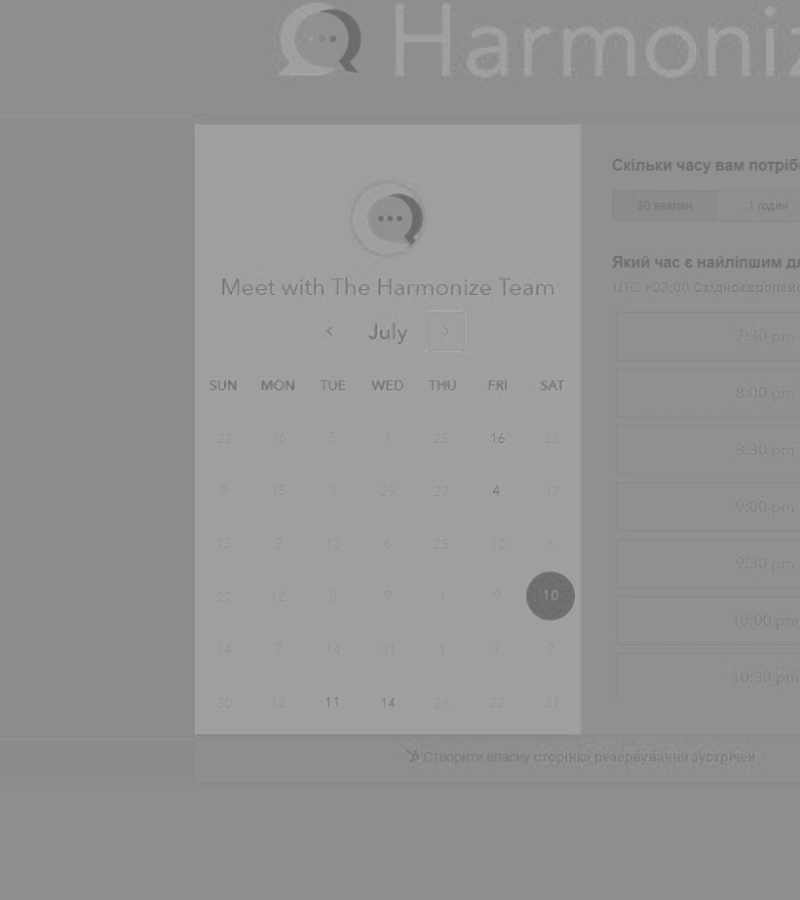 Harmoniz
Скільки часу вам потріб
30 хвилин 1 годин
Meet with The Harmonize Team
Який час є найліпшим д
UTC +03:00 Східноєвропейс
‹ July ›
SUN MON TUE WED THU FRI SAT
22 16 5 1 25 16 22
9 15 8 29 27 4 17
13 2 13 6 26 10 6
22 12 8 9 1 9 10
14 7 14 31 1 7 7
30 12 11 14 26 22 31
7:30 pm
8:00 pm
8:30 pm
9:00 pm
9:30 pm
10:00 pm
10:30 pm
Створити власну сторінка резервування зустрічей